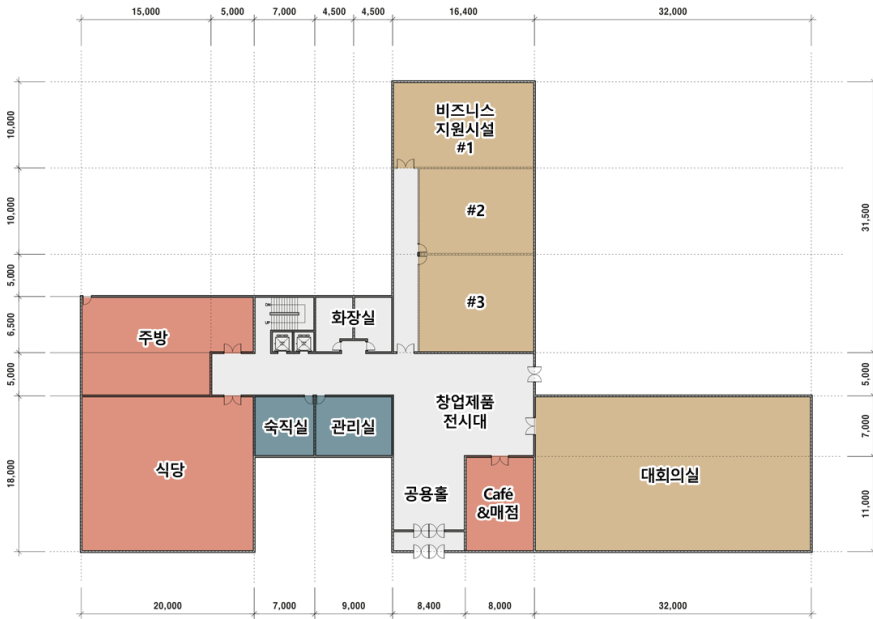 15,000
5,000
7,000
4,500
4,500
16,400
32,000
10,000
10,000
5,000
6,500
5,000
18,000
31,500
5,000
7,000
11,000
비즈니스
지원시설
#1
#2
#3
주방
화장실
창업제품
전시대
숙직실
관리실
식당
공용홀
Café
&매점
대회의실
20,000
7,000
9,000
8,400
8,000
32,000